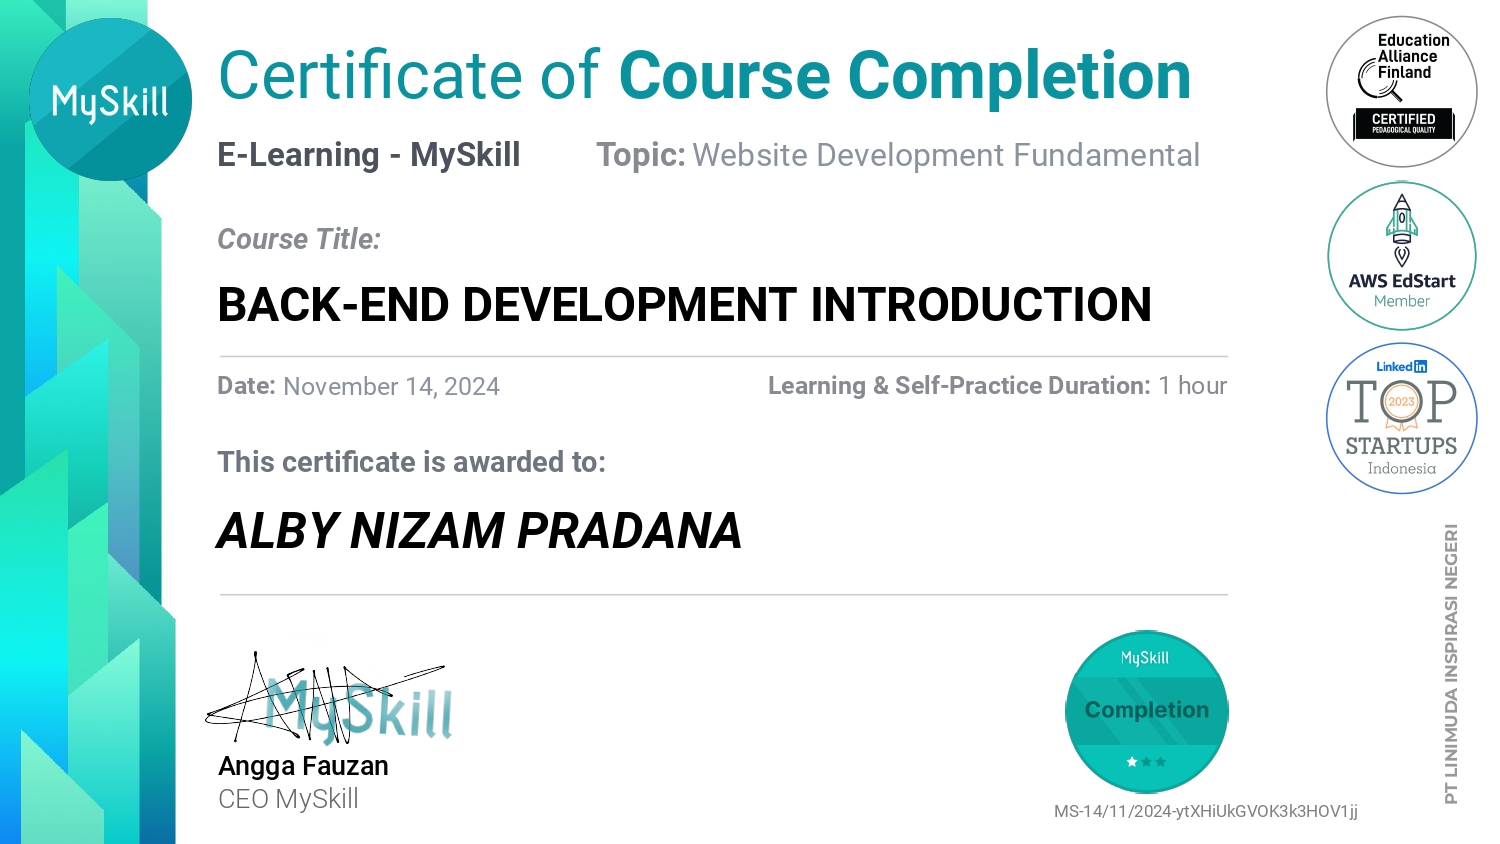 MySkill
Certificate of Course Completion
E-Learning - MySkill
Topic: Website Development Fundamental
Course Title:
BACK-END DEVELOPMENT INTRODUCTION
Date: November 14, 2024
Learning & Self-Practice Duration: 1 hour
This certificate is awarded to:
ALBY NIZAM PRADANA
MySkill
Angga Fauzan
CEO MySkill
MySkill
Completion
MS-14/11/2024-ytXHiUkGVOK3k3HOV1jj
Education
Alliance
Finland
CERTIFIED
PEDAGOGICAL QUALITY
AWS EdStart
Member
Linked in
TOP
2023
STARTUPS
Indonesia
PT LINIMUDA INSPIRASI NEGERI